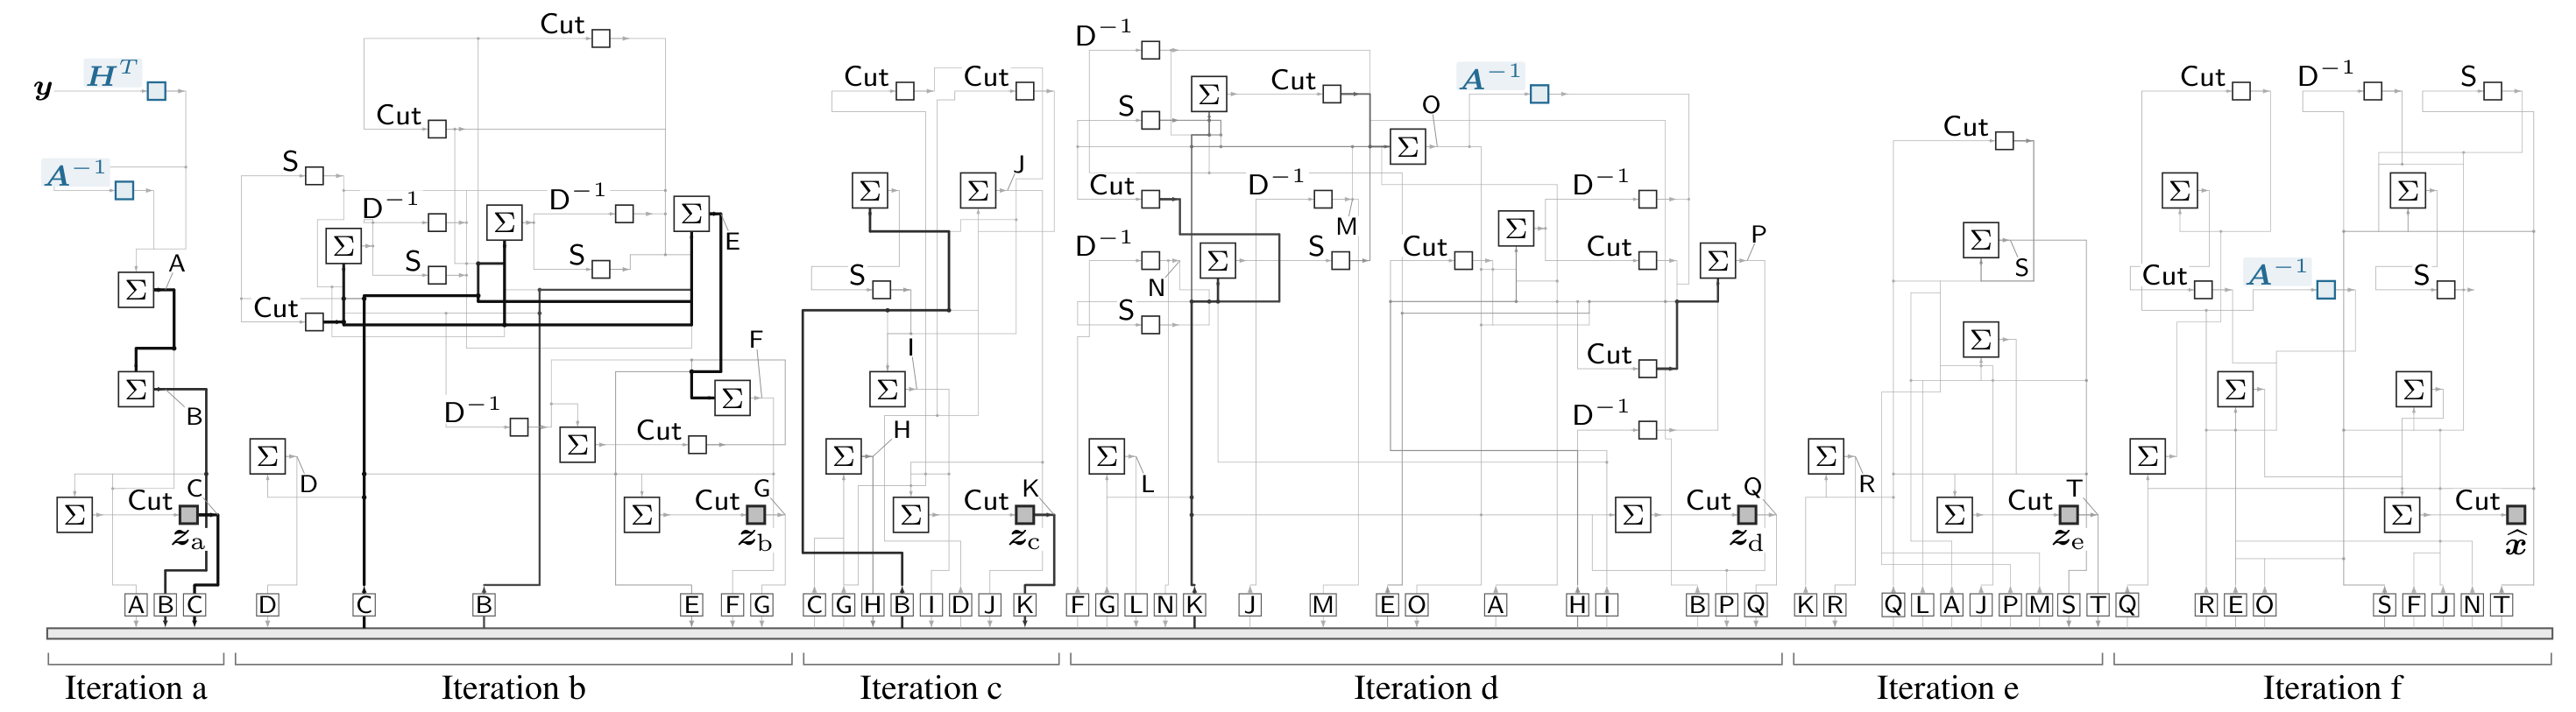 Cut
D⁻¹
y Hᵀ
Cut Cut
Σ Cut
A⁻¹
Cut D⁻¹ S
O
Cut
S
Σ
Cut
A⁻¹
S
J
D⁻¹ D⁻¹ Σ
Σ Σ
Cut D⁻¹
M
D⁻¹
Σ
Σ Σ
Σ
E
Σ
S
S
A
Σ
S
D⁻¹
N
Σ
S
Cut
Cut
P
Σ
Σ
S
Cut
A⁻¹
S
Cut
F
I
S
Cut
Σ
B
Σ
Σ
Σ
Σ
D⁻¹
Σ
Cut
D⁻¹
Σ
D
H
Σ
Σ
L
Σ
R
Σ
Σ
C
Cut
zₐ
Σ
G
Cut
z_b
Σ
K
Cut
z_c
Σ
Q
Cut
z_d
Σ
T
Cut
z_e
Σ
Cut
x̂
A B C D C B E F G C G H B I D J K F G L N K J M E O A H I B P Q K R Q L A J P M S T Q R E O S F J N T
Iteration a Iteration b Iteration c Iteration d Iteration e Iteration f